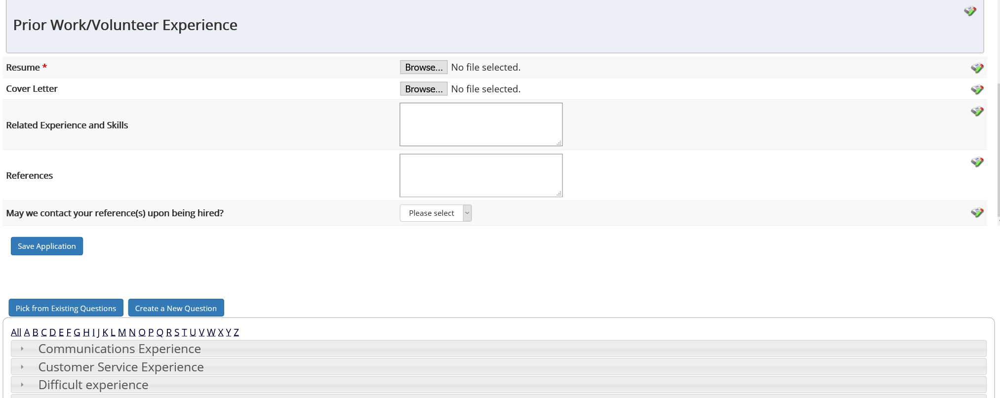 Prior Work/Volunteer Experience
Resume * Browse... No file selected.
Cover Letter Browse... No file selected.
Related Experience and Skills
References
May we contact your reference(s) upon being hired? Please select
Save Application
Pick from Existing Questions Create a New Question
All A B C D E F G H I J K L M N O P Q R S T U V W X Y Z
Communications Experience
Customer Service Experience
Difficult experience